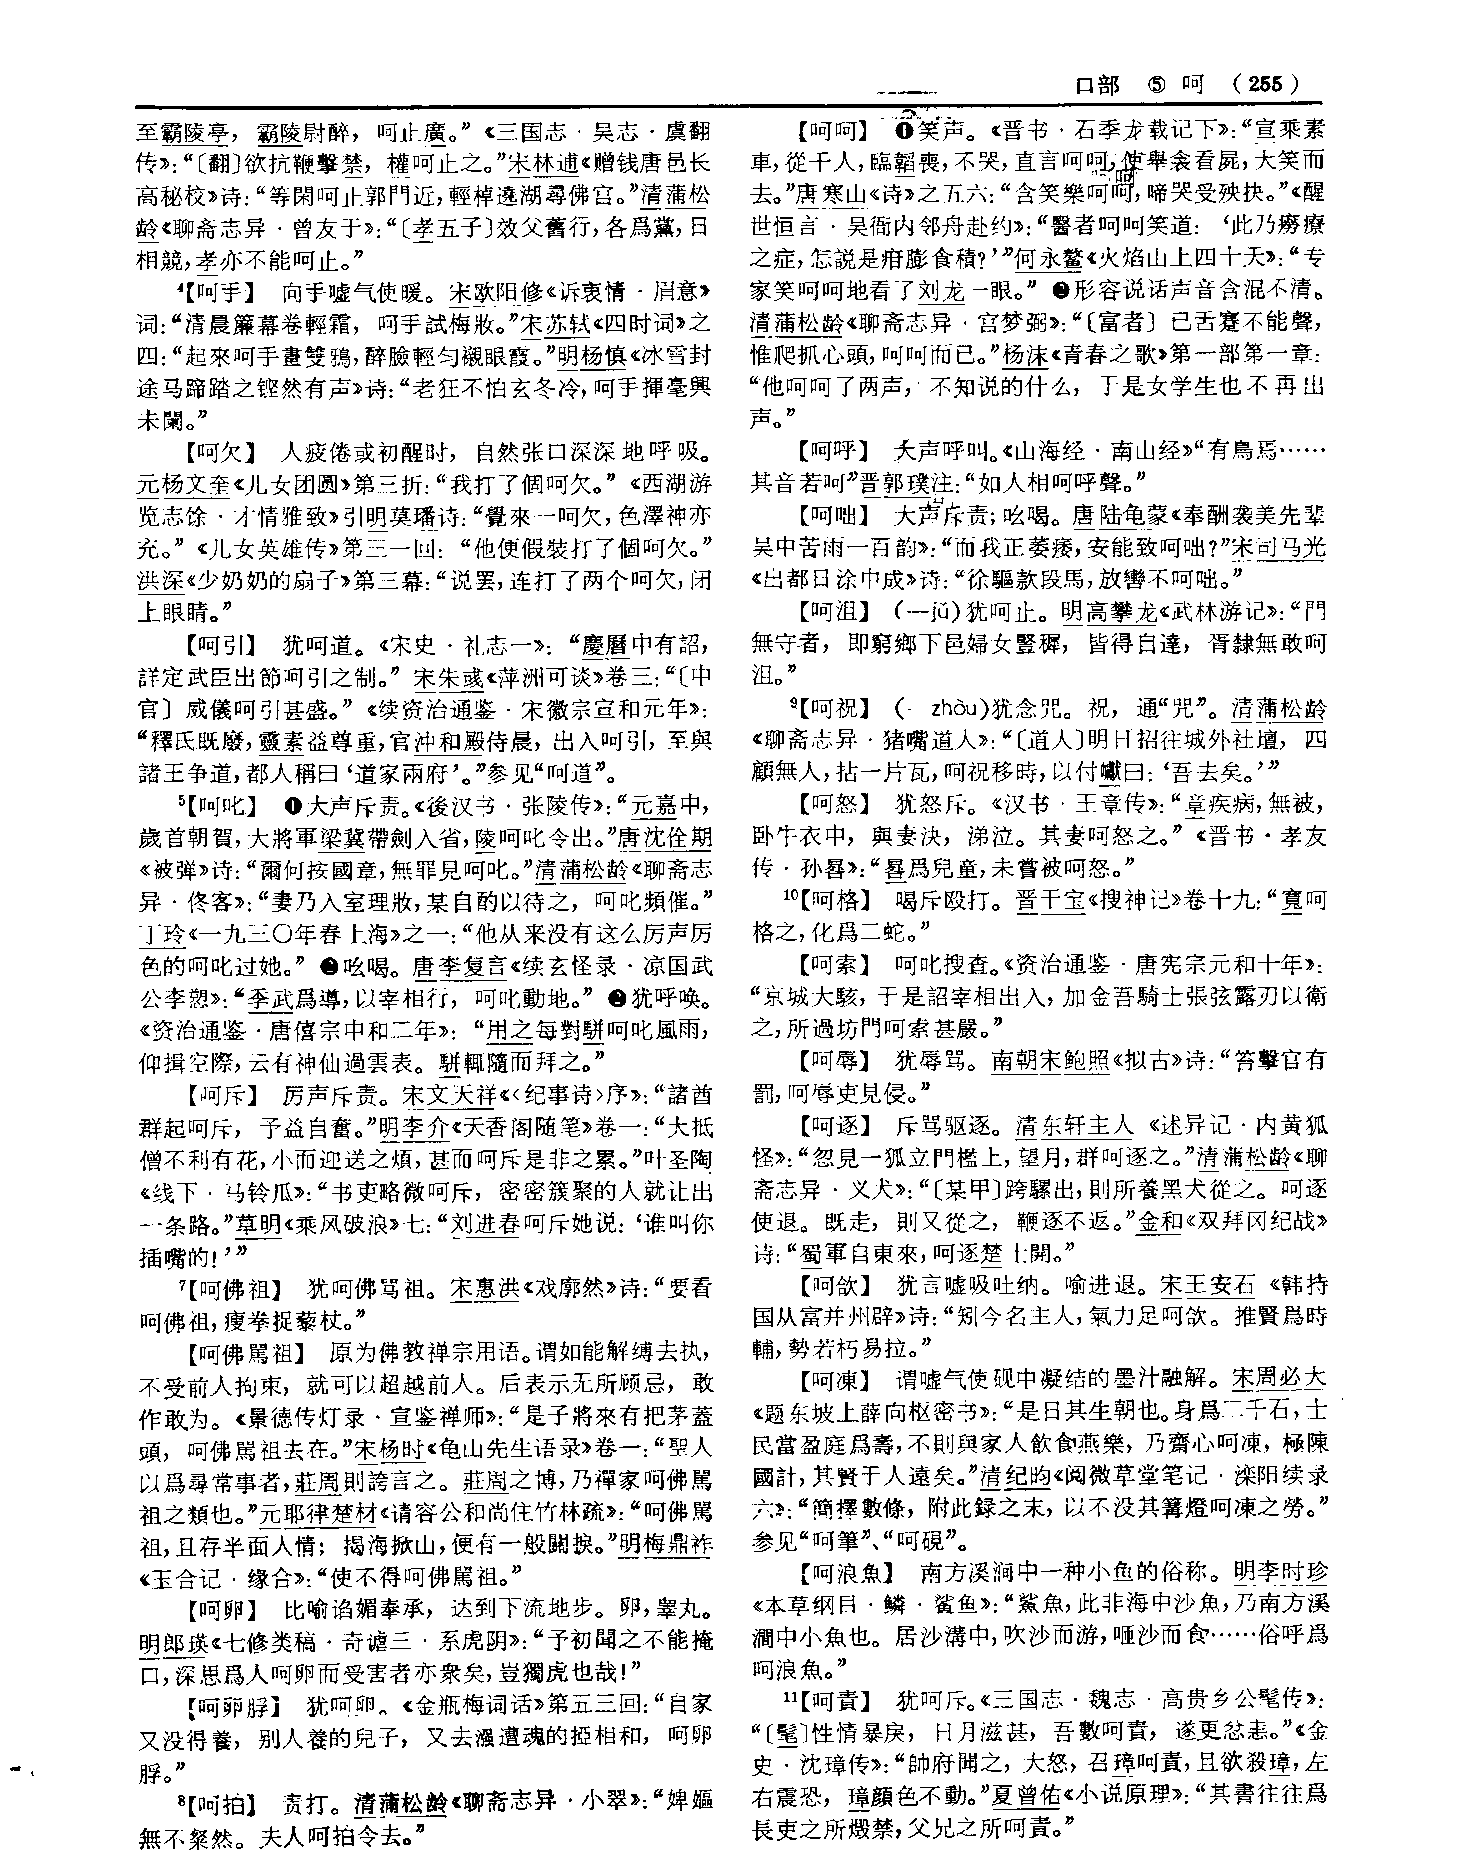 口部 ⑤ 呵 （255）
至霸陵亭，霸陵尉醉，呵止廣。”《三国志·吴志·虞翻
传》：“〔翻〕欲抗鞭擊禁，權呵止之。”宋林逋《赠钱唐邑长
高秘校》诗：“等閑呵止郭門近，輕棹遶湖尋佛宫。”清蒲松
龄《聊斋志异·曾友于》：“〔孝五子〕效父舊行，各爲黨，日
相競，孝亦不能呵止。”
⁴【呵手】 向手嘘气使暖。宋欧阳修《诉衷情·眉意》
词：“清晨簾幕卷輕霜，呵手試梅妝。”宋苏轼《四时词》之
四：“起來呵手畫雙鴉，醉臉輕匀襯眼霞。”明杨慎《冰雪封
途马蹄踏之铿然有声》诗：“老狂不怕玄冬冷，呵手揮毫興
未闌。”
【呵欠】 人疲倦或初醒时，自然张口深深地呼吸。
元杨文奎《儿女团圆》第三折：“我打了個呵欠。”《西湖游
览志馀·才情雅致》引明莫璠诗：“覺來一呵欠，色澤神亦
充。”《儿女英雄传》第三一回：“他便假裝打了個呵欠。”
洪深《少奶奶的扇子》第三幕：“说罢，连打了两个呵欠，闭
上眼睛。”
【呵引】 犹呵道。《宋史·礼志一》：“慶曆中有詔，
詳定武臣出節呵引之制。”宋朱彧《萍洲可谈》卷三：“〔中
官〕威儀呵引甚盛。”《续资治通鉴·宋徽宗宣和元年》：
“釋氏既廢，靈素益尊重，官沖和殿侍晨，出入呵引，至與
諸王争道，都人稱曰‘道家兩府’。”参见“呵道”。
⁵【呵叱】 ❶大声斥责。《後汉书·张陵传》：“元嘉中，
歲首朝賀，大將軍梁冀帶劍入省，陵呵叱令出。”唐沈佺期
《被弹》诗：“爾何按國章，無罪見呵叱。”清蒲松龄《聊斋志
异·佟客》：“妻乃入室理妝，某自酌以待之，呵叱頻催。”
丁玲《一九三〇年春上海》之一：“他从来没有这么厉声厉
色的呵叱过她。”❷吆喝。唐李复言《续玄怪录·凉国武
公李愬》：“季武爲導，以宰相行，呵叱動地。”❷犹呼唤。
《资治通鉴·唐僖宗中和二年》：“用之每對駢呵叱風雨，
仰揖空際，云有神仙過雲表。駢輒隨而拜之。”
【呵斥】 厉声斥责。宋文天祥《〈纪事诗〉序》：“諸酋
群起呵斥，予益自奮。”明李介《天香阁随笔》卷一：“大抵
僧不利有花，小而迎送之煩，甚而呵斥是非之累。”叶圣陶
《线下·马铃瓜》：“书吏略微呵斥，密密簇聚的人就让出
一条路。”草明《乘风破浪》七：“刘进春呵斥她说：‘谁叫你
插嘴的！’”
⁷【呵佛祖】 犹呵佛骂祖。宋惠洪《戏廓然》诗：“要看
呵佛祖，瘦拳捉藜杖。”
【呵佛罵祖】 原为佛教禅宗用语。谓如能解缚去执，
不受前人拘束，就可以超越前人。后表示无所顾忌，敢
作敢为。《景德传灯录·宣鉴禅师》：“是子將來有把茅蓋
頭，呵佛罵祖去在。”宋杨时《龟山先生语录》卷一：“聖人
以爲尋常事者，莊周則誇言之。莊周之博，乃禪家呵佛罵
祖之類也。”元耶律楚材《请容公和尚住竹林疏》：“呵佛罵
祖，且存半面人情；揭海掀山，便有一般關捩。”明梅鼎祚
《玉合记·缘合》：“使不得呵佛罵祖。”
【呵卵】 比喻谄媚奉承，达到下流地步。卵，睾丸。
明郎瑛《七修类稿·奇谑三·系虎阴》：“予初聞之不能掩
口，深思爲人呵卵而受害者亦衆矣，豈獨虎也哉！”
【呵卵脬】 犹呵卵。《金瓶梅词话》第五三回：“自家
又没得養，别人養的兒子，又去漒遭魂的挜相和，呵卵
脬。”
⁸【呵拍】 责打。清蒲松龄《聊斋志异·小翠》：“婢嫗
無不粲然。夫人呵拍令去。”
【呵呵】 ❶笑声。《晋书·石季龙载记下》：“宣乘素
車，從千人，臨韜喪，不哭，直言呵呵，使舉衾看屍，大笑而
去。”唐寒山《诗》之五六：“含笑樂呵呵，啼哭受殃抉。”《醒
世恒言·吴衙内邻舟赴约》：“醫者呵呵笑道：‘此乃癆瘵
之症，怎説是疳膨食積？’”何永鳌《火焰山上四十天》：“专
家笑呵呵地看了刘龙一眼。”❷形容说话声音含混不清。
清蒲松龄《聊斋志异·宫梦弼》：“〔富者〕已舌蹇不能聲，
惟爬抓心頭，呵呵而已。”杨沫《青春之歌》第一部第一章：
“他呵呵了两声，不知说的什么，于是女学生也不再出
声。”
【呵呼】 大声呼叫。《山海经·南山经》“有鳥焉……
其音若呵”晋郭璞注：“如人相呵呼聲。”
【呵咄】 大声斥责；吆喝。唐陆龟蒙《奉酬袭美先辈
吴中苦雨一百韵》：“而我正萎痿，安能致呵咄？”宋司马光
《出都日涂中成》诗：“徐驅款段馬，放轡不呵咄。”
【呵沮】 （—jǔ）犹呵止。明高攀龙《武林游记》：“門
無守者，即窮鄉下邑婦女豎穉，皆得自達，胥隸無敢呵
沮。”
⁹【呵祝】 （- zhòu）犹念咒。祝，通“咒”。清蒲松龄
《聊斋志异·猪嘴道人》：“〔道人〕明日招往城外社壇，四
顧無人，拈一片瓦，呵祝移時，以付曰：‘吾去矣。’”
【呵怒】 犹怒斥。《汉书·王章传》：“章疾病，無被，
卧牛衣中，與妻決，涕泣。其妻呵怒之。”《晋书·孝友
传·孙晷》：“晷爲兒童，未嘗被呵怒。”
¹⁰【呵格】 喝斥殴打。晋干宝《搜神记》卷十九：“寬呵
格之，化爲二蛇。”
【呵索】 呵叱搜查。《资治通鉴·唐宪宗元和十年》：
“京城大駭，于是詔宰相出入，加金吾騎士張弦露刃以衛
之，所過坊門呵索甚嚴。”
【呵辱】 犹辱骂。南朝宋鲍照《拟古》诗：“笞擊官有
罰，呵辱吏見侵。”
【呵逐】 斥骂驱逐。清东轩主人《述异记·内黄狐
怪》：“忽見一狐立門檻上，望月，群呵逐之。”清蒲松龄《聊
斋志异·义犬》：“〔某甲〕跨騾出，則所養黑犬從之。呵逐
使退。既走，則又從之，鞭逐不返。”金和《双拜冈纪战》
诗：“蜀軍自東來，呵逐楚土開。”
【呵欱】 犹言嘘吸吐纳。喻进退。宋王安石《韩持
国从富并州辟》诗：“矧今名主人，氣力足呵欱。推賢爲時
輔，勢若朽易拉。”
【呵凍】 谓嘘气使砚中凝结的墨汁融解。宋周必大
《题东坡上薛向枢密书》：“是日其生朝也。身爲二千石，士
民當盈庭爲壽，不則與家人飲食燕樂，乃齋心呵凍，極陳
國計，其賢于人遠矣。”清纪昀《阅微草堂笔记·滦阳续录
六》：“簡擇數條，附此録之末，以不没其篝燈呵凍之勞。”
参见“呵筆”、“呵硯”。
【呵浪魚】 南方溪涧中一种小鱼的俗称。明李时珍
《本草纲目·鳞·鲨鱼》：“鯊魚，此非海中沙魚，乃南方溪
澗中小魚也。居沙溝中，吹沙而游，咂沙而食……俗呼爲
呵浪魚。”
¹¹【呵責】 犹呵斥。《三国志·魏志·高贵乡公髦传》：
“〔髦〕性情暴戾，日月滋甚，吾數呵責，遂更忿恚。”《金
史·沈璋传》：“帥府聞之，大怒，召璋呵責，且欲殺璋，左
右震恐，璋顔色不動。”夏曾佑《小说原理》：“其書往往爲
長吏之所燬禁，父兄之所呵責。”